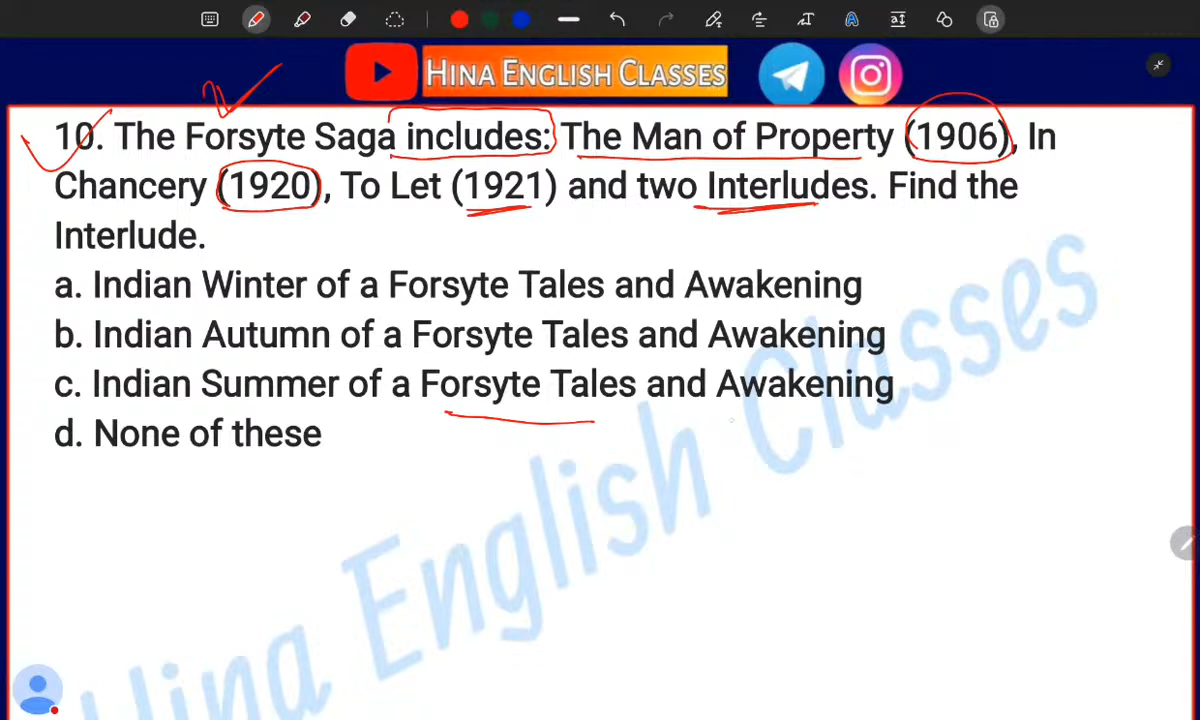 HINA ENGLISH CLASSES
10. The Forsyte Saga includes: The Man of Property (1906), In
Chancery (1920), To Let (1921) and two Interludes. Find the
Interlude.
a. Indian Winter of a Forsyte Tales and Awakening
b. Indian Autumn of a Forsyte Tales and Awakening
c. Indian Summer of a Forsyte Tales and Awakening
d. None of these
Hina English Classes